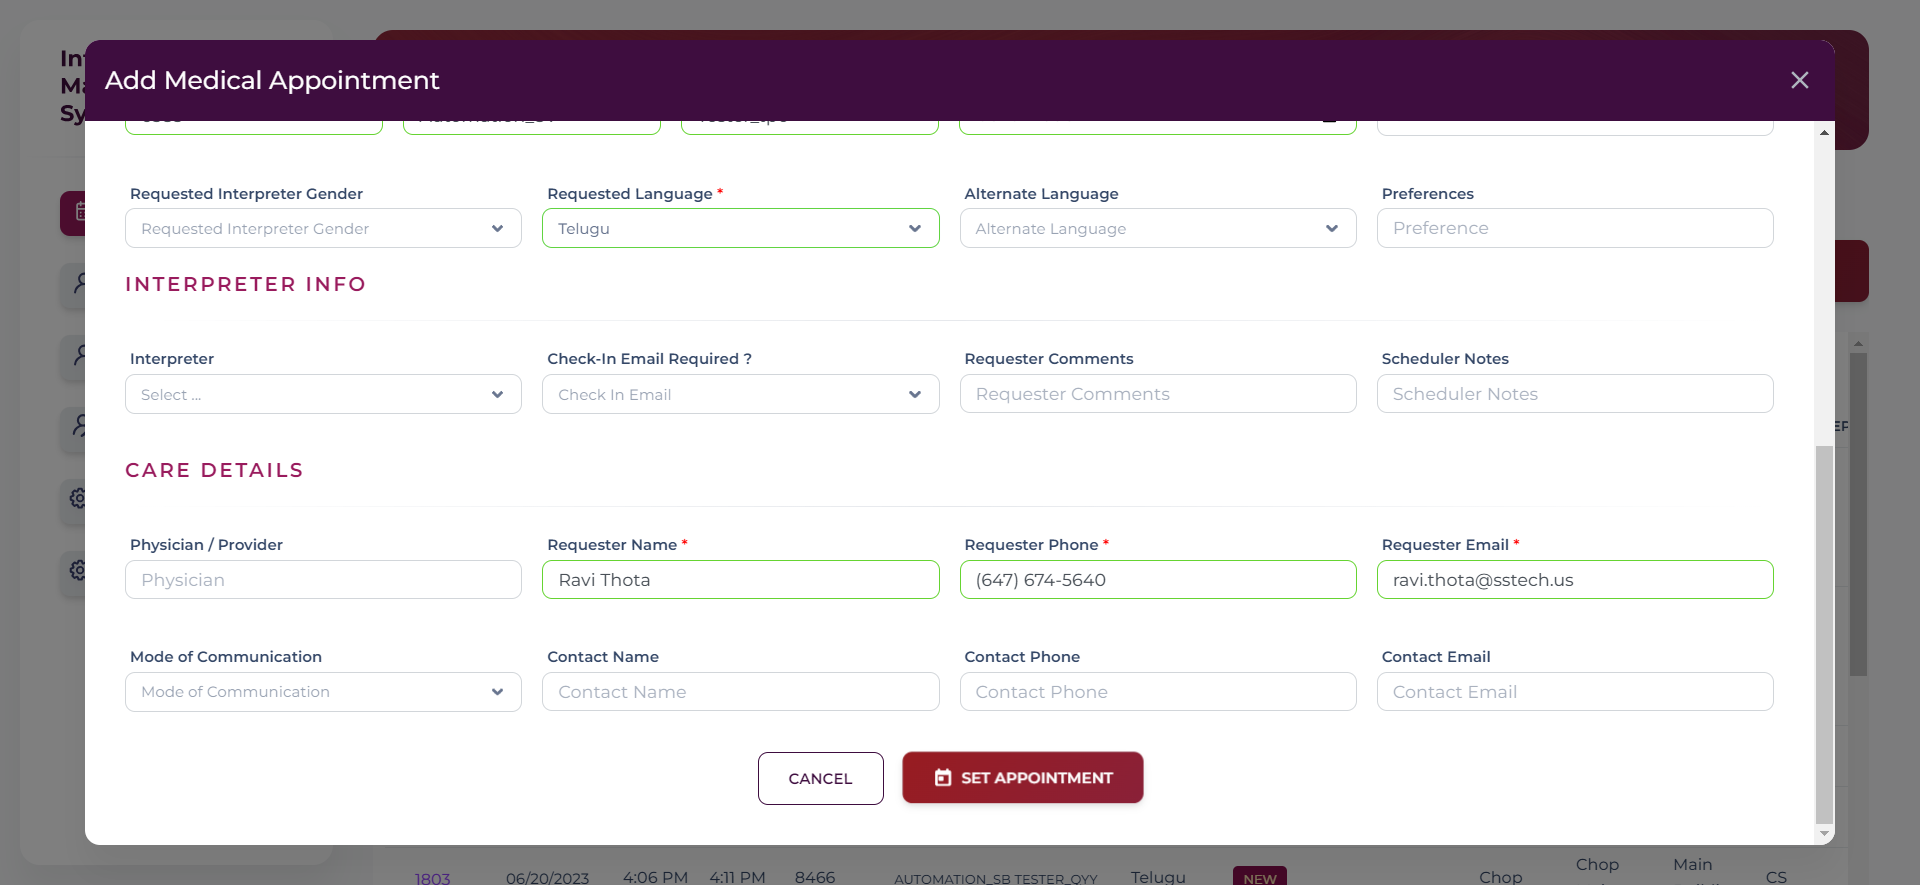 Add Medical Appointment
Requested Interpreter Gender Requested Language * Alternate Language Preferences
Requested Interpreter Gender Telugu Alternate Language Preference
INTERPRETER INFO
Interpreter Check-In Email Required ? Requester Comments Scheduler Notes
Select ... Check In Email Requester Comments Scheduler Notes
CARE DETAILS
Physician / Provider Requester Name * Requester Phone * Requester Email *
Physician Ravi Thota (647) 674-5640 ravi.thota@sstech.us
Mode of Communication Contact Name Contact Phone Contact Email
Mode of Communication Contact Name Contact Phone Contact Email
CANCEL SET APPOINTMENT
1803 06/20/2023 4:06 PM 4:11 PM 8466 AUTOMATION_SB TESTER_QYY Telugu NEW Chop Chop Main CS